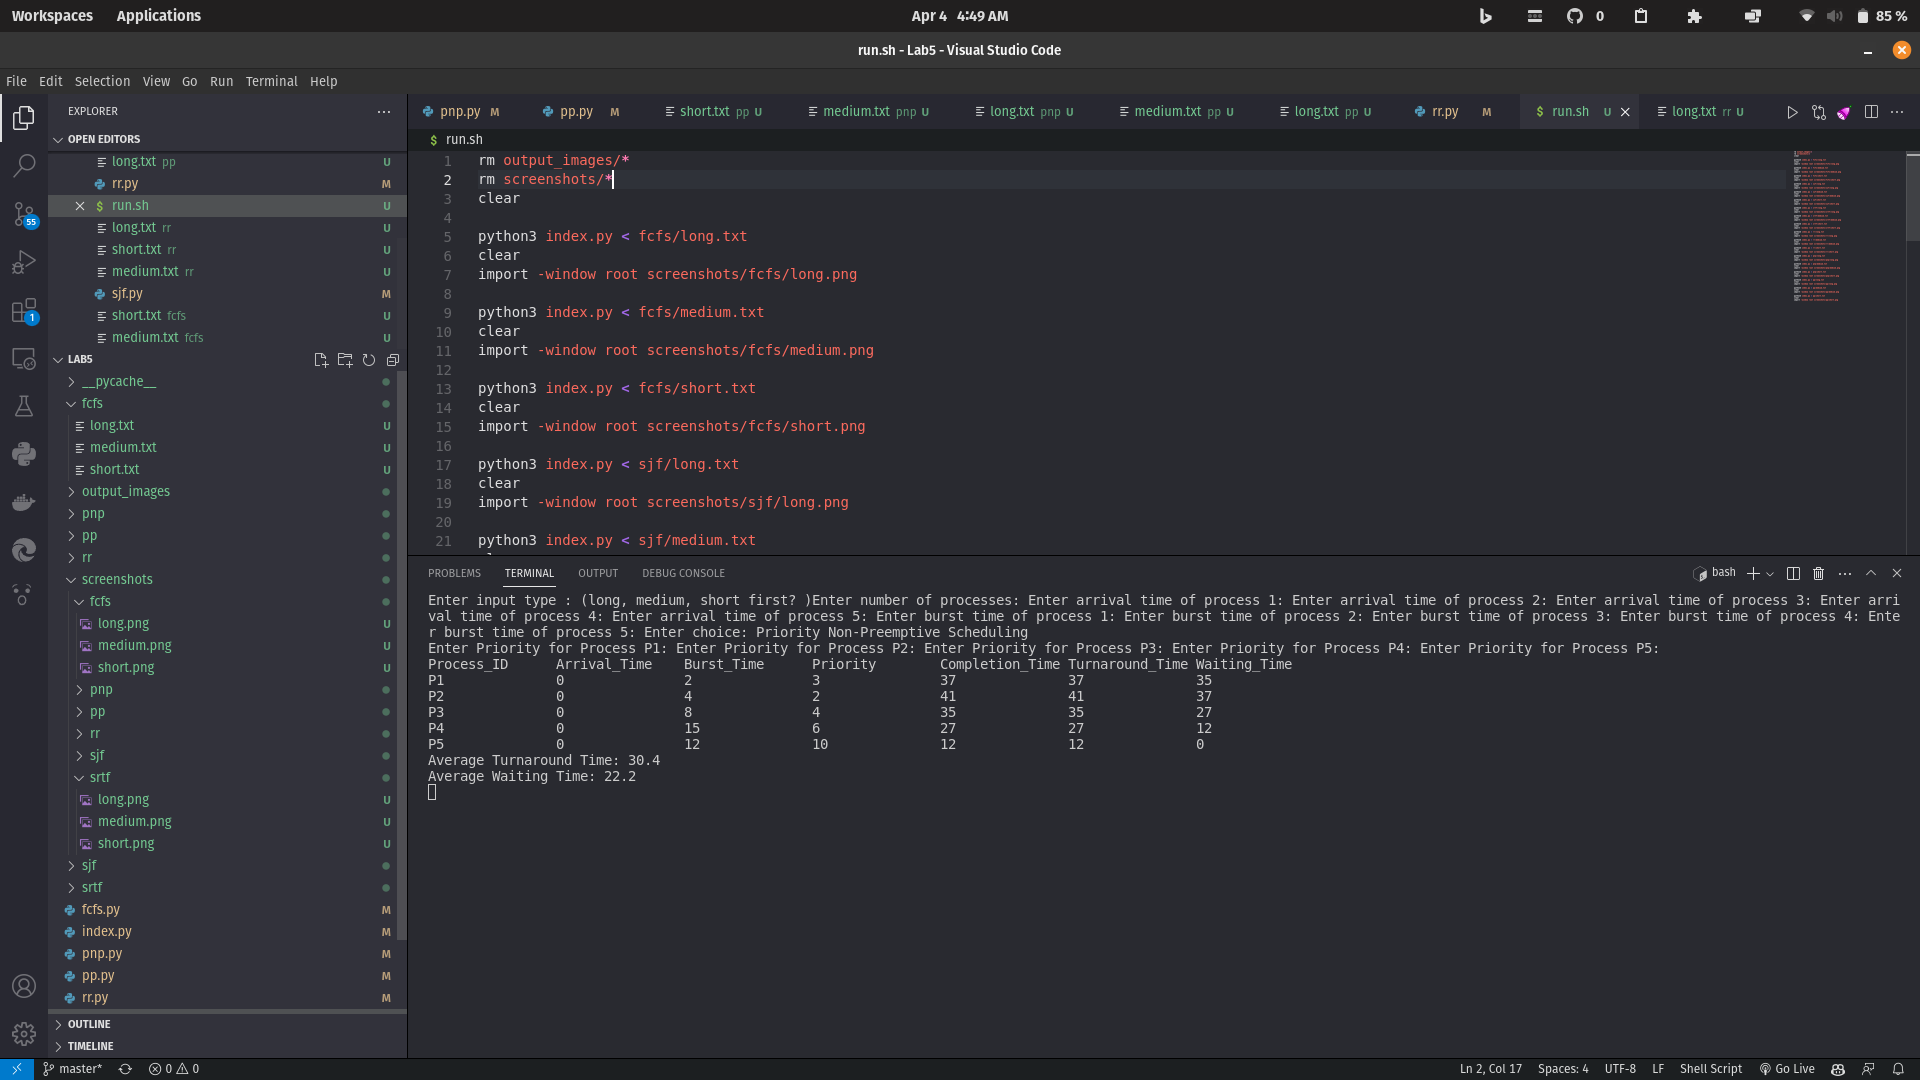 Workspaces Applications Apr 4 4:49 AM 0 85 %
run.sh - Lab5 - Visual Studio Code
File Edit Selection View Go Run Terminal Help
EXPLORER
OPEN EDITORS
long.txt pp U
rr.py M
run.sh U
long.txt rr U
short.txt rr U
medium.txt rr U
sjf.py M
short.txt fcfs U
medium.txt fcfs U
LAB5
__pycache__
fcfs
long.txt U
medium.txt U
short.txt U
output_images
pnp
pp
rr
screenshots
fcfs
long.png U
medium.png U
short.png U
pnp
pp
rr
sjf
srtf
long.png U
medium.png U
short.png U
sjf
srtf
fcfs.py M
index.py M
pnp.py M
pp.py M
rr.py M
OUTLINE
TIMELINE
55
1
pnp.py M pp.py M short.txt pp U medium.txt pnp U long.txt pnp U medium.txt pp U long.txt pp U rr.py M $ run.sh U long.txt rr U
$ run.sh
1 rm output_images/*
2 rm screenshots/*
3 clear
4
5 python3 index.py < fcfs/long.txt
6 clear
7 import -window root screenshots/fcfs/long.png
8
9 python3 index.py < fcfs/medium.txt
10 clear
11 import -window root screenshots/fcfs/medium.png
12
13 python3 index.py < fcfs/short.txt
14 clear
15 import -window root screenshots/fcfs/short.png
16
17 python3 index.py < sjf/long.txt
18 clear
19 import -window root screenshots/sjf/long.png
20
21 python3 index.py < sjf/medium.txt
PROBLEMS TERMINAL OUTPUT DEBUG CONSOLE bash
Enter input type : (long, medium, short first? )Enter number of processes: Enter arrival time of process 1: Enter arrival time of process 2: Enter arrival time of process 3: Enter arri
val time of process 4: Enter arrival time of process 5: Enter burst time of process 1: Enter burst time of process 2: Enter burst time of process 3: Enter burst time of process 4: Ente
r burst time of process 5: Enter choice: Priority Non-Preemptive Scheduling
Enter Priority for Process P1: Enter Priority for Process P2: Enter Priority for Process P3: Enter Priority for Process P4: Enter Priority for Process P5:
Process_ID Arrival_Time Burst_Time Priority Completion_Time Turnaround_Time Waiting_Time
P1 0 2 3 37 37 35
P2 0 4 2 41 41 37
P3 0 8 4 35 35 27
P4 0 15 6 27 27 12
P5 0 12 10 12 12 0
Average Turnaround Time: 30.4
Average Waiting Time: 22.2
master* 0 0 Ln 2, Col 17 Spaces: 4 UTF-8 LF Shell Script Go Live